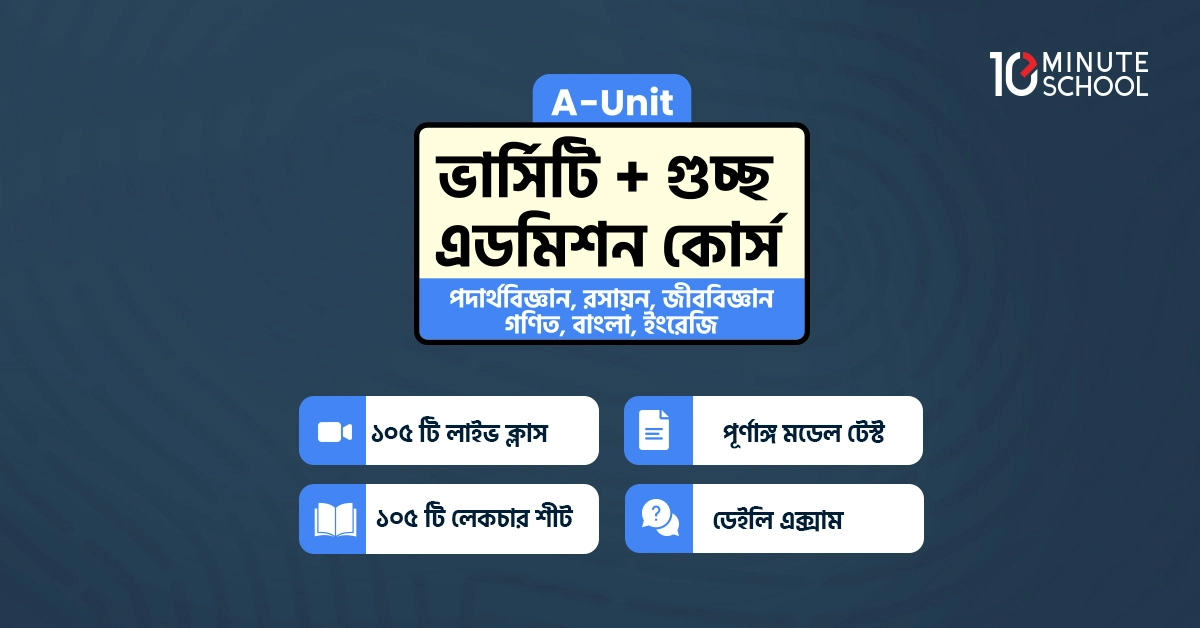 10 MINUTE
SCHOOL
A-Unit
ভার্সিটি + গুচ্ছ
এডমিশন কোর্স
পদার্থবিজ্ঞান, রসায়ন, জীববিজ্ঞান
গণিত, বাংলা, ইংরেজি
১০৫ টি লাইভ ক্লাস
পূর্ণাঙ্গ মডেল টেস্ট
১০৫ টি লেকচার শীট
ডেইলি এক্সাম